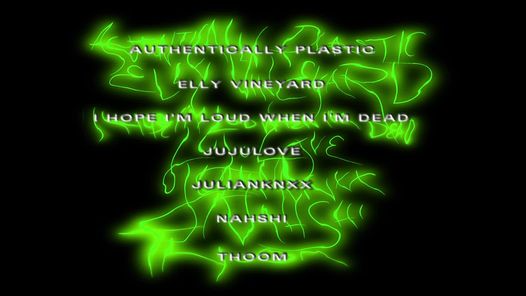 AUTHENTICALLY PLASTIC
ELLY VINEYARD
I HOPE I'M LOUD WHEN I'M DEAD
JUJULOVE
JULIANKNXX
NAHSHI
THOOM